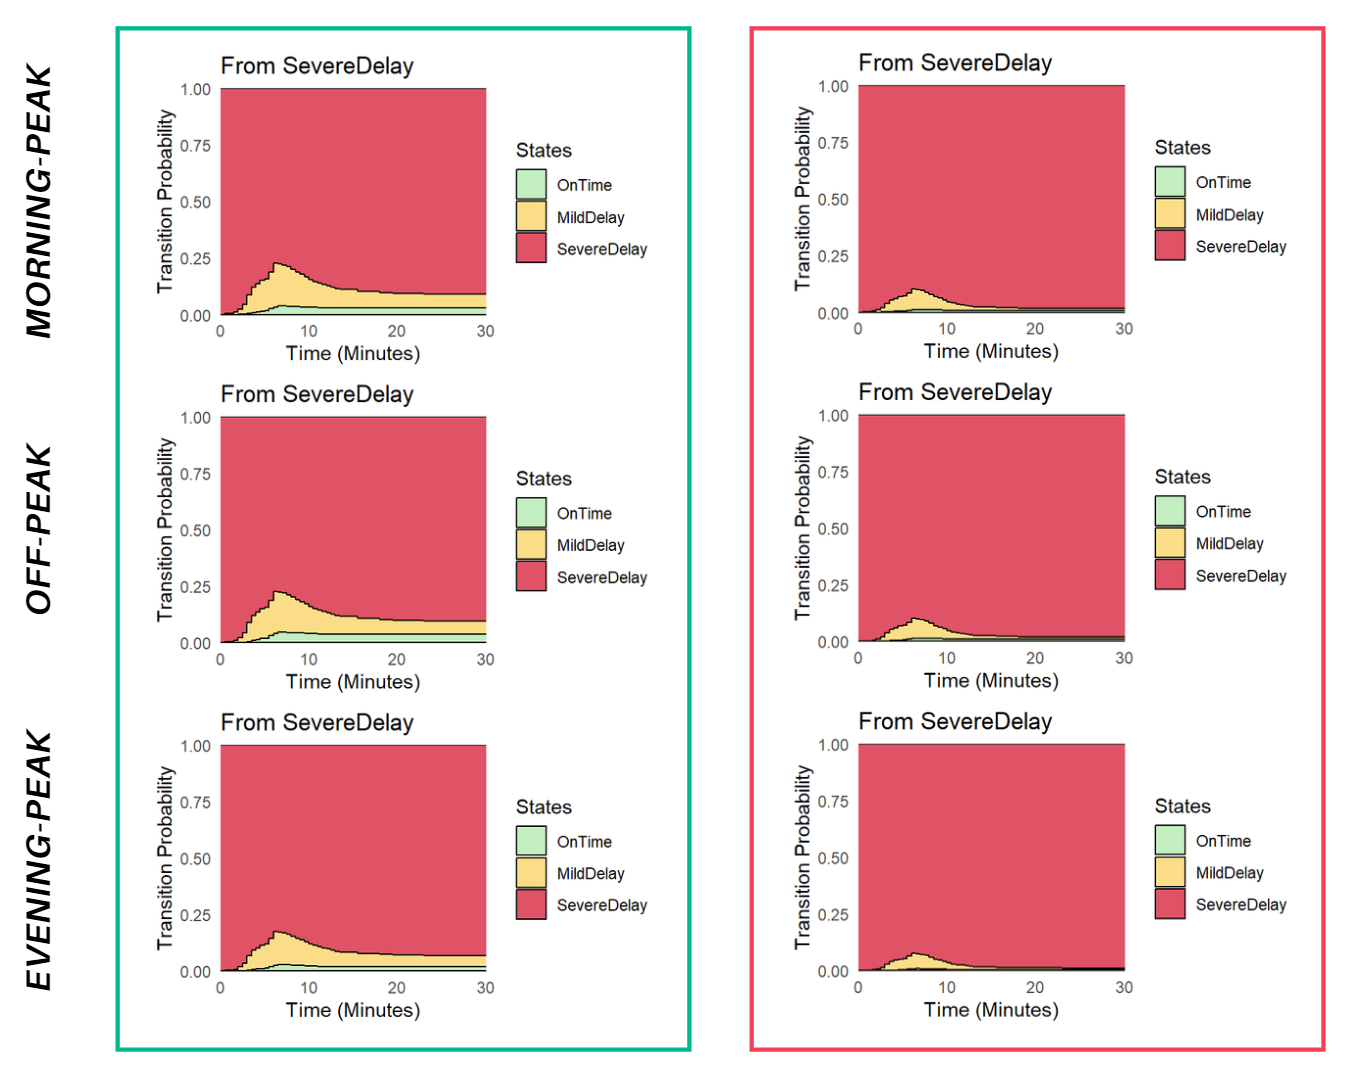 MORNING-PEAK
From SevereDelay
1.00
0.75
0.50
0.25
0.00
Transition Probability
0 10 20 30
Time (Minutes)
States
OnTime
MildDelay
SevereDelay
From SevereDelay
1.00
0.75
0.50
0.25
0.00
Transition Probability
0 10 20 30
Time (Minutes)
States
OnTime
MildDelay
SevereDelay
OFF-PEAK
From SevereDelay
1.00
0.75
0.50
0.25
0.00
Transition Probability
0 10 20 30
Time (Minutes)
States
OnTime
MildDelay
SevereDelay
From SevereDelay
1.00
0.75
0.50
0.25
0.00
Transition Probability
0 10 20 30
Time (Minutes)
States
OnTime
MildDelay
SevereDelay
EVENING-PEAK
From SevereDelay
1.00
0.75
0.50
0.25
0.00
Transition Probability
0 10 20 30
Time (Minutes)
States
OnTime
MildDelay
SevereDelay
From SevereDelay
1.00
0.75
0.50
0.25
0.00
Transition Probability
0 10 20 30
Time (Minutes)
States
OnTime
MildDelay
SevereDelay